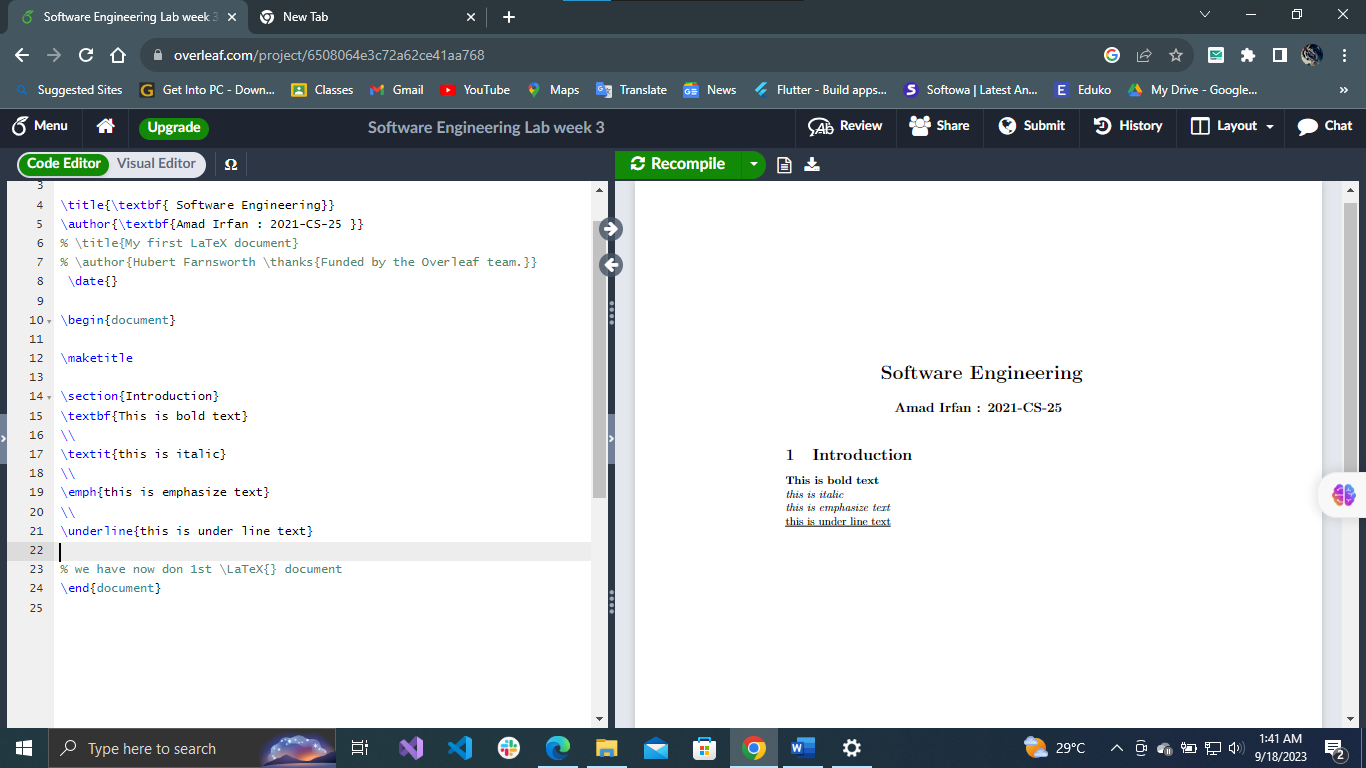 Software Engineering Lab week 3
New Tab
overleaf.com/project/6508064e3c72a62ce41aa768
Suggested Sites
Get Into PC - Down...
Classes
Gmail
YouTube
Maps
Translate
News
Flutter - Build apps...
Softowa | Latest An...
Eduko
My Drive - Google...
Menu
Upgrade
Software Engineering Lab week 3
Review
Share
Submit
History
Layout
Chat
Code Editor
Visual Editor
Ω
Recompile
3
4 \title{\textbf{ Software Engineering}}
5 \author{\textbf{Amad Irfan : 2021-CS-25 }}
6 % \title{My first LaTeX document}
7 % \author{Hubert Farnsworth \thanks{Funded by the Overleaf team.}}
8 \date{}
9
10 \begin{document}
11
12 \maketitle
13
14 \section{Introduction}
15 \textbf{This is bold text}
16 \\
17 \textit{this is italic}
18 \\
19 \emph{this is emphasize text}
20 \\
21 \underline{this is under line text}
22
23 % we have now don 1st \LaTeX{} document
24 \end{document}
25
Software Engineering
Amad Irfan : 2021-CS-25
1 Introduction
This is bold text
this is italic
this is emphasize text
this is under line text
Type here to search
29°C
1:41 AM
9/18/2023
2